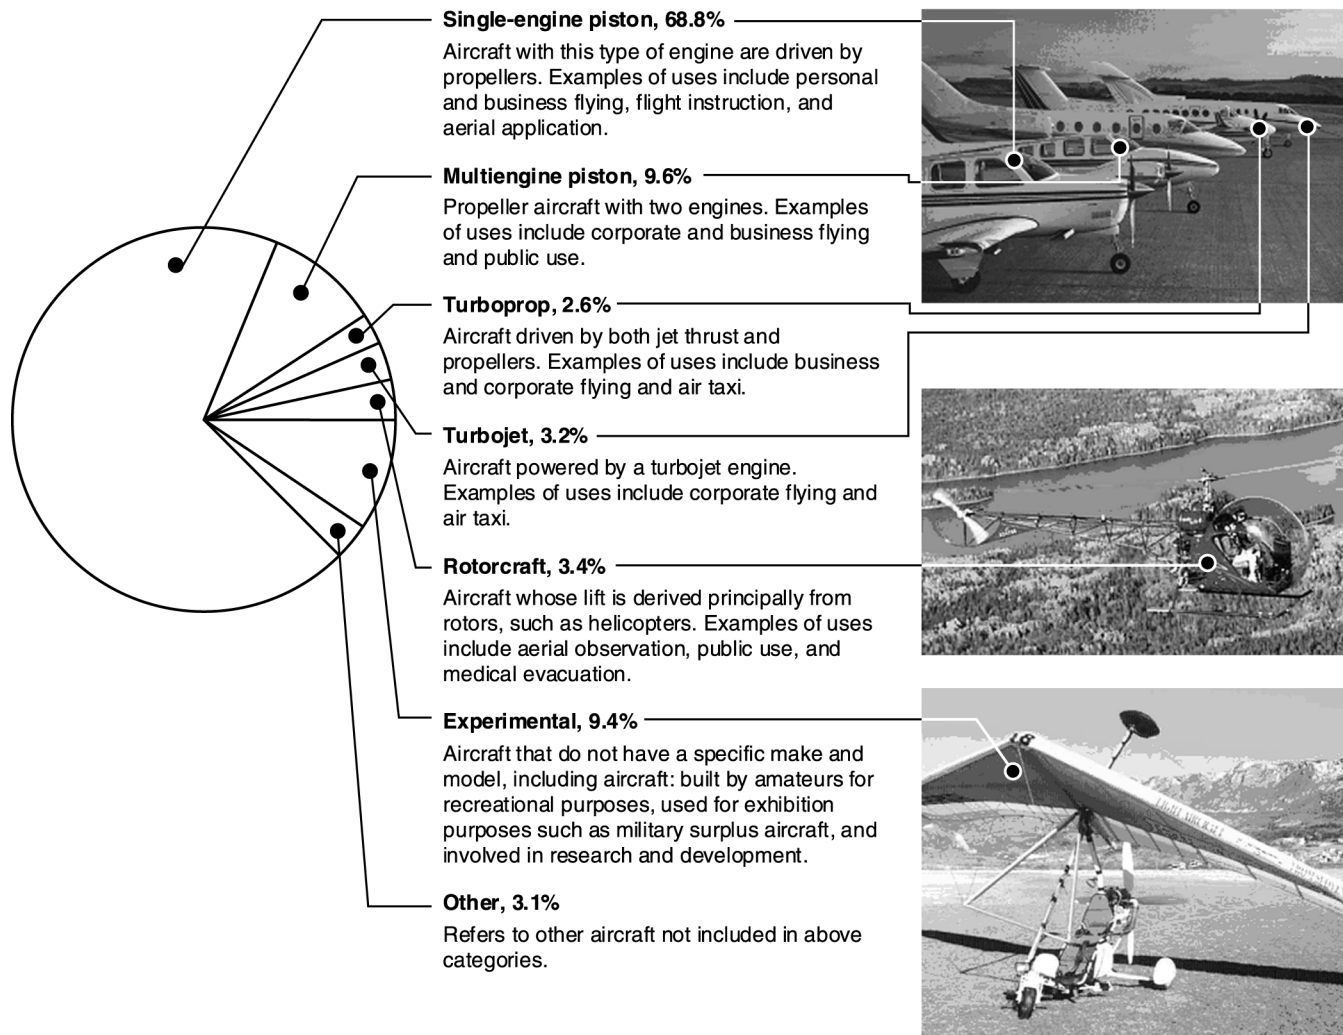 Single-engine piston, 68.8%
Aircraft with this type of engine are driven by
propellers. Examples of uses include personal
and business flying, flight instruction, and
aerial application.
Multiengine piston, 9.6%
Propeller aircraft with two engines. Examples
of uses include corporate and business flying
and public use.
Turboprop, 2.6%
Aircraft driven by both jet thrust and
propellers. Examples of uses include business
and corporate flying and air taxi.
Turbojet, 3.2%
Aircraft powered by a turbojet engine.
Examples of uses include corporate flying and
air taxi.
Rotorcraft, 3.4%
Aircraft whose lift is derived principally from
rotors, such as helicopters. Examples of uses
include aerial observation, public use, and
medical evacuation.
Experimental, 9.4%
Aircraft that do not have a specific make and
model, including aircraft: built by amateurs for
recreational purposes, used for exhibition
purposes such as military surplus aircraft, and
involved in research and development.
Other, 3.1%
Refers to other aircraft not included in above
categories.